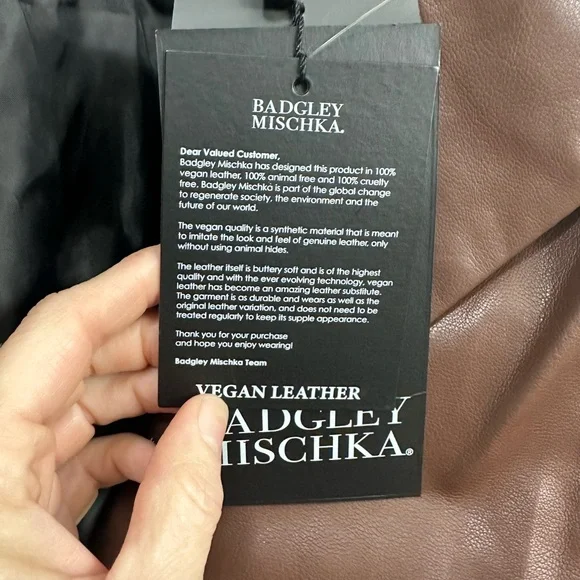 BADGLEY
MISCHKA.
Dear Valued Customer,
Badgley Mischka has designed this product in 100%
vegan leather, 100% animal free and 100% cruelty
free. Badgley Mischka is part of the global change
to regenerate society, the environment and the
future of our world.
The vegan quality is a synthetic material that is meant
to imitate the look and feel of genuine leather, only
without using animal hides.
The leather itself is buttery soft and is of the highest
quality and with the ever evolving technology, vegan
leather has become an amazing leather substitute.
The garment is as durable and wears as well as the
original leather variation, and does not need to be
treated regularly to keep its supple appearance.
Thank you for your purchase
and hope you enjoy wearing!
Badgley Mischka Team
VEGAN LEATHER
BADGLEY
MISCHKA®